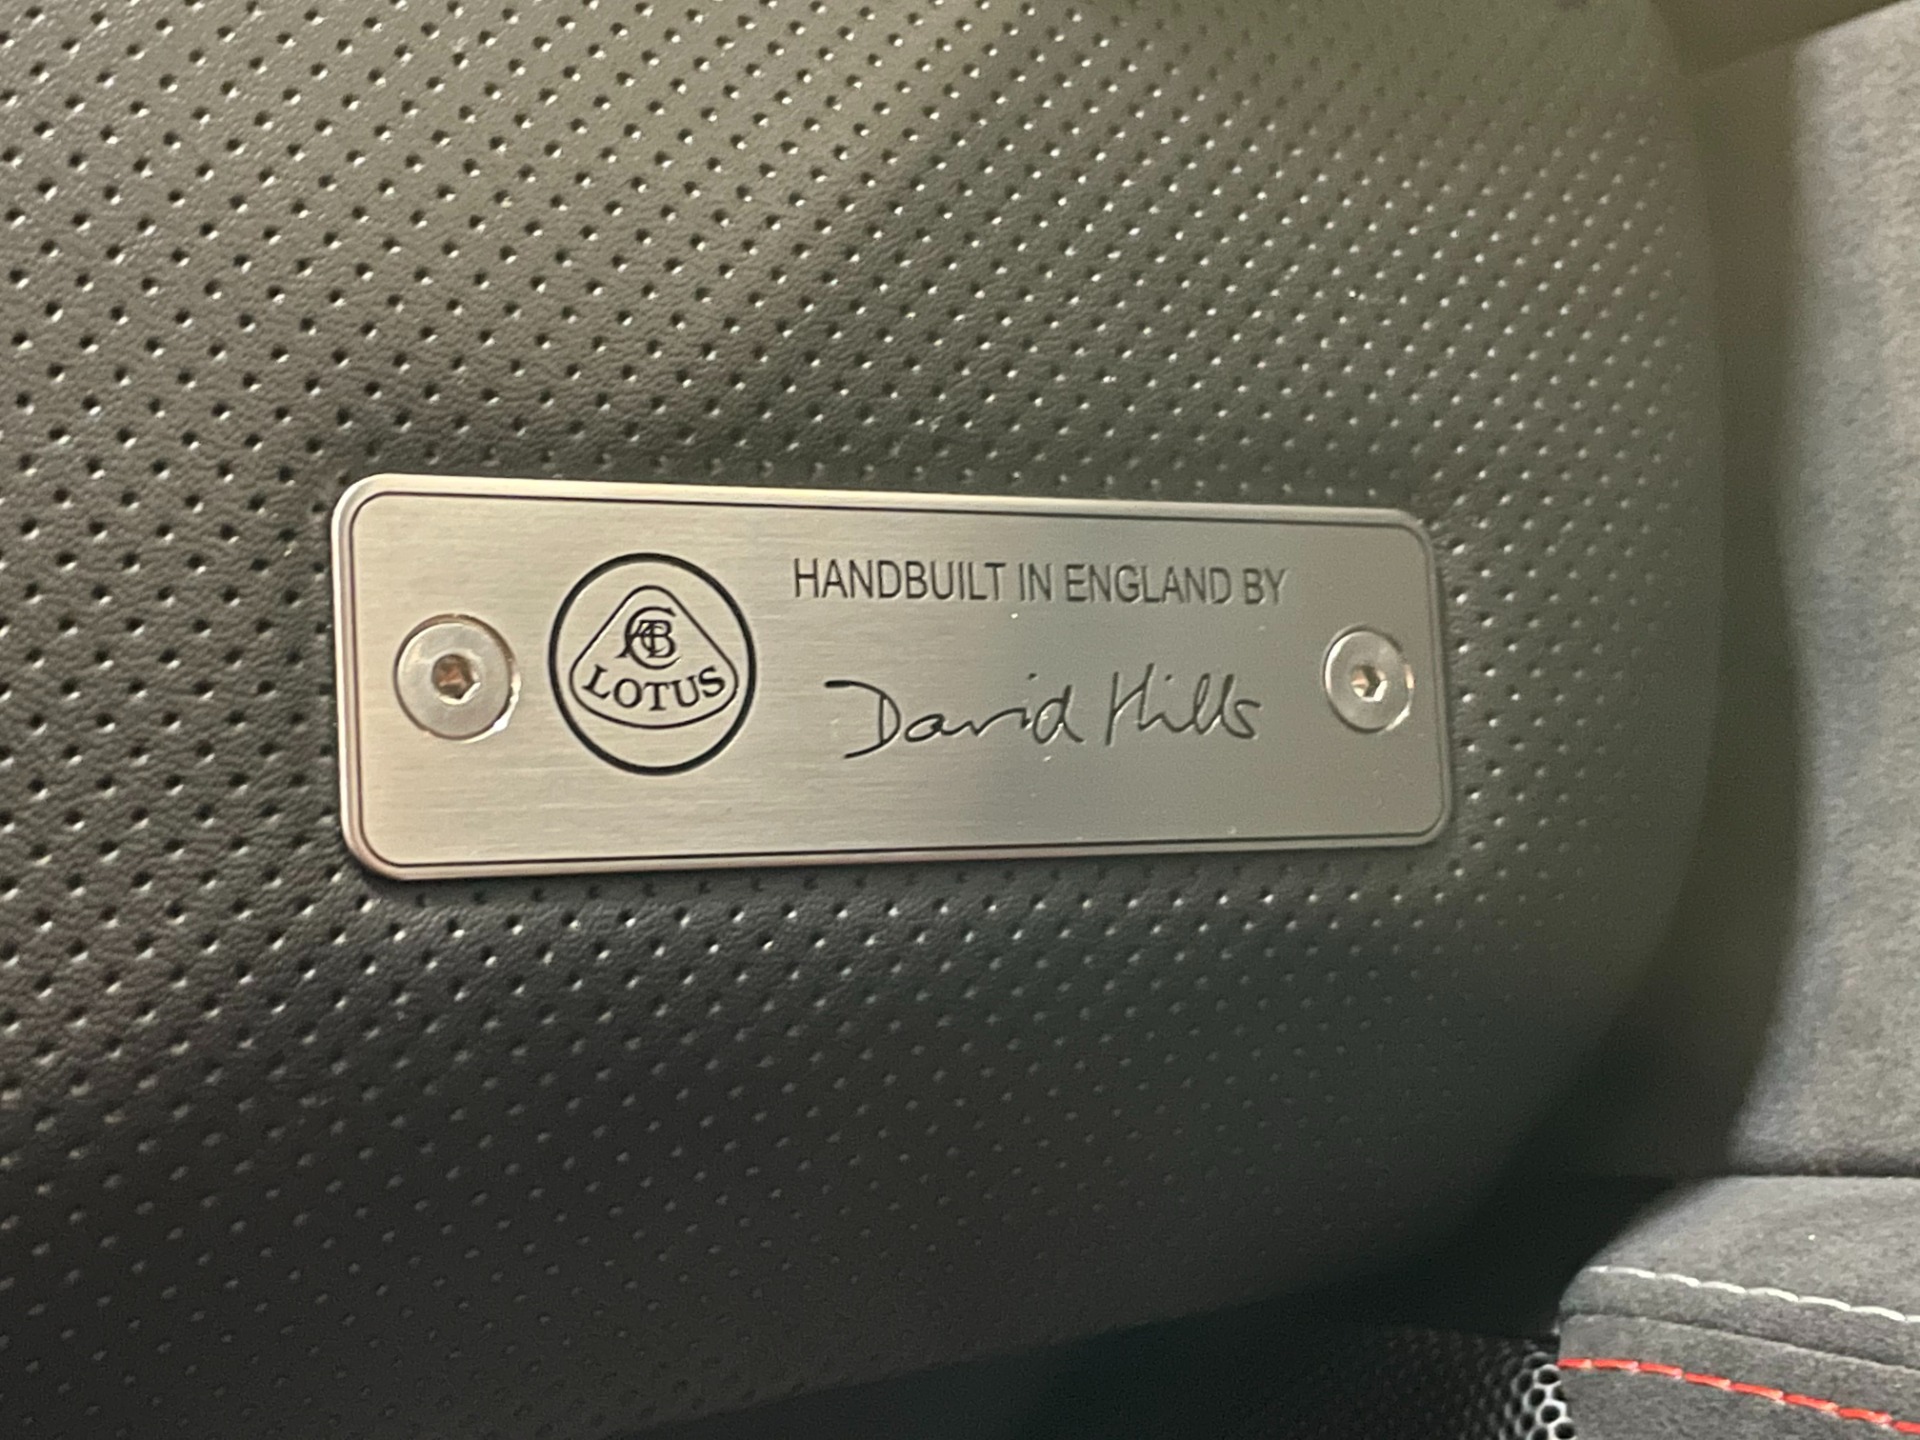 ACBC
LOTUS
HANDBUILT IN ENGLAND BY
David Hills